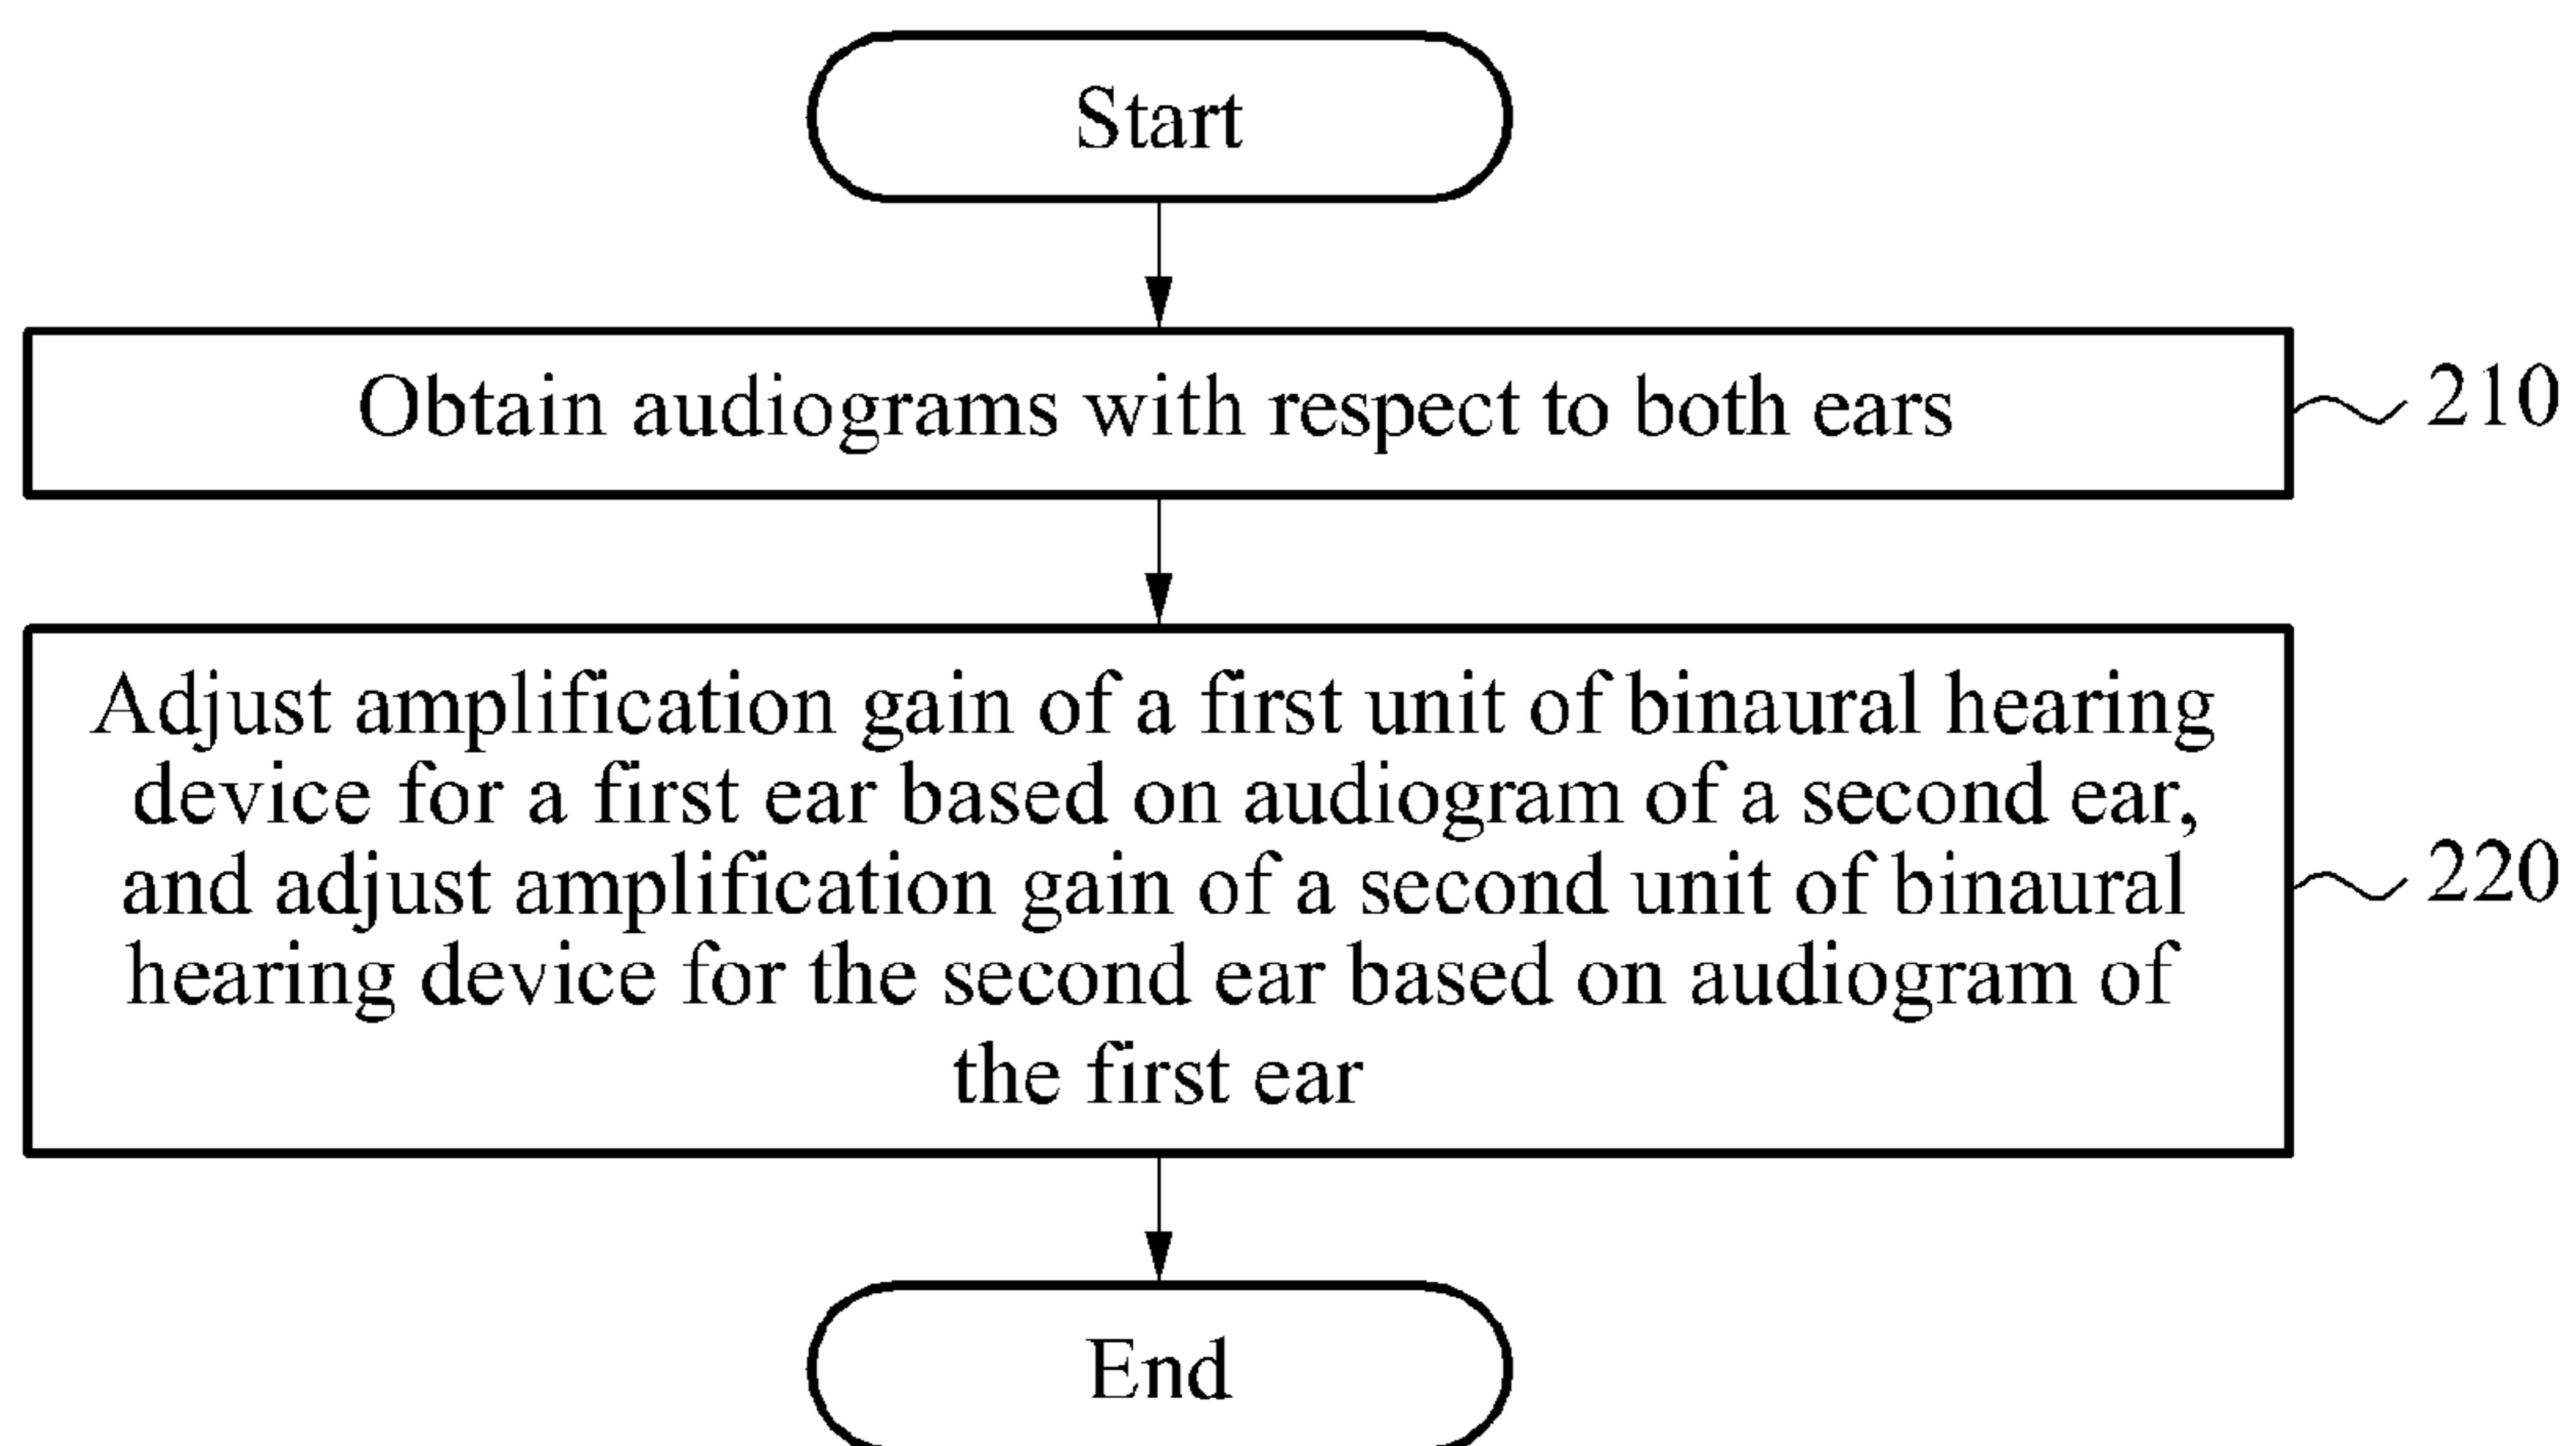 Start
Obtain audiograms with respect to both ears
210
Adjust amplification gain of a first unit of binaural hearing
device for a first ear based on audiogram of a second ear,
and adjust amplification gain of a second unit of binaural
hearing device for the second ear based on audiogram of
the first ear
220
End